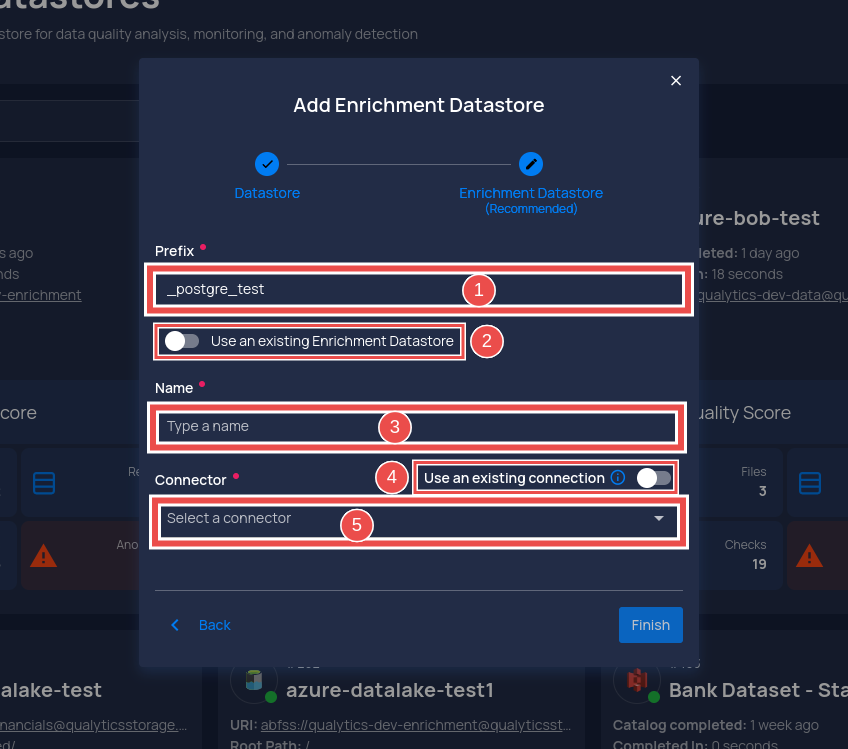 atastores
store for data quality analysis, monitoring, and anomaly detection
Add Enrichment Datastore
Datastore
Enrichment Datastore
(Recommended)
ure-bob-test
Prefix
s ago
leted: 1 day ago
nds
n: 18 seconds
-enrichment
qualytics-dev-data@qu
_postgre_test
1
Use an existing Enrichment Datastore
2
Name
core
uality Score
Type a name
3
Connector
4
Use an existing connection
Re
Files
3
Select a connector
5
Ano
Checks
19
Back
Finish
alake-test
azure-datalake-test1
Bank Dataset - Sta
nancials@qualyticsstorage....
URI: abfss://qualytics-dev-enrichment@qualyticsst...
Catalog completed: 1 week ago
ed/
Root Path: /
Completed In: 0 seconds